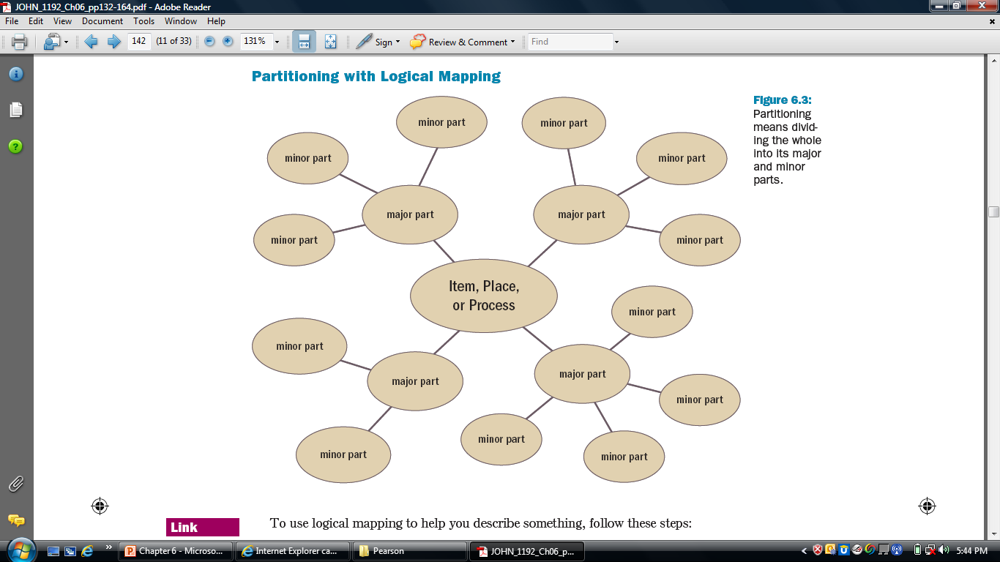 JOHN_1192_Ch06_pp132-164.pdf - Adobe Reader
File Edit View Document Tools Window Help
142 (11 of 33) 131% Sign Review & Comment Find
Partitioning with Logical Mapping
Figure 6.3:
Partitioning
means divid-
ing the whole
into its major
and minor
parts.
minor part
minor part
minor part
minor part
major part
major part
minor part
minor part
Item, Place,
or Process
minor part
minor part
major part
major part
minor part
minor part
minor part
minor part
Link
To use logical mapping to help you describe something, follow these steps:
Chapter 6 - Microso... Internet Explorer ca... Pearson JOHN_1192_Ch06_p... 5:44 PM